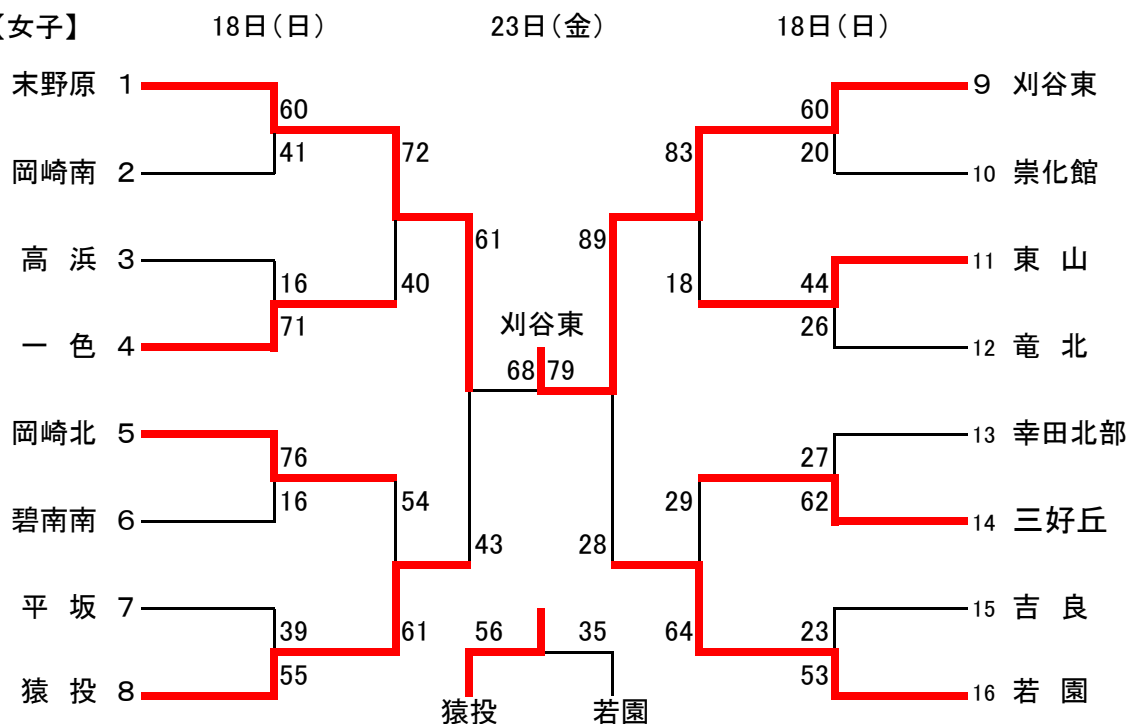 【女子】 18日(日) 23日(金) 18日(日)
末野原 1 60 60 9 刈谷東
41 72 83 20
岡崎南 2 10 崇化館
61 89
高 浜 3 11 東 山
16 40 18 44
71 刈谷東 26
一色 4 12 竜 北
68 79
岡崎北 5 13 幸田北部
76 27
16 54 29 62
碧南南 6 14 三好丘
43 28
平 坂 7 15 吉 良
39 61 56 35 64 23
55 53
猿 投 8 16 若 園
猿投 若園